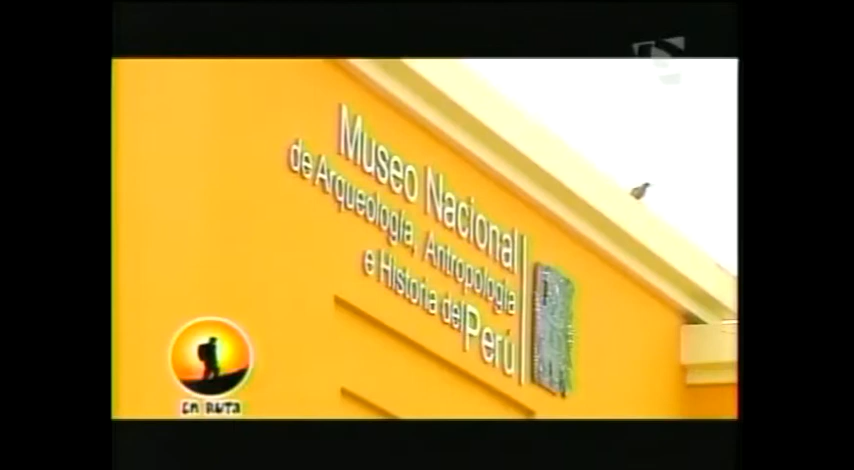 Museo Nacional
de Arqueología, Antropología
e Historia del Perú
EN RUTA